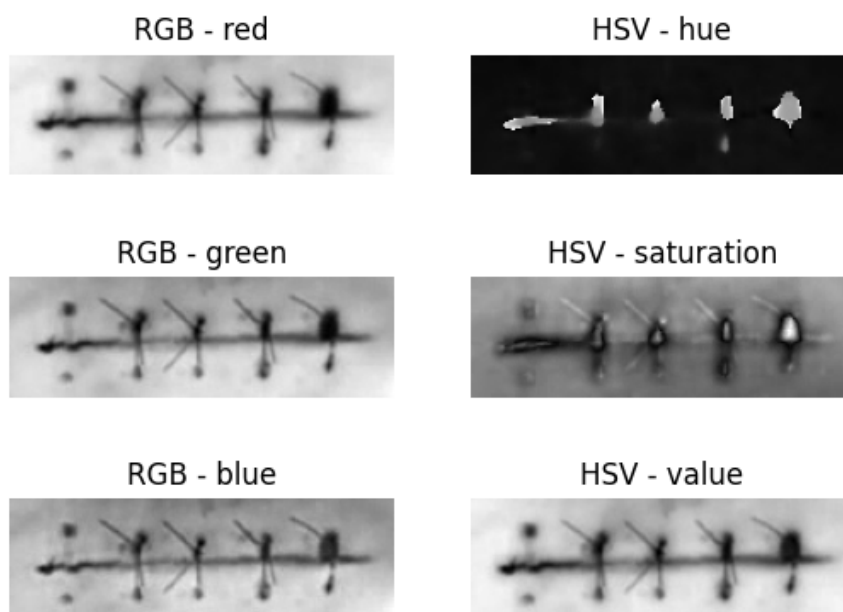 RGB - red
HSV - hue
RGB - green
HSV - saturation
RGB - blue
HSV - value